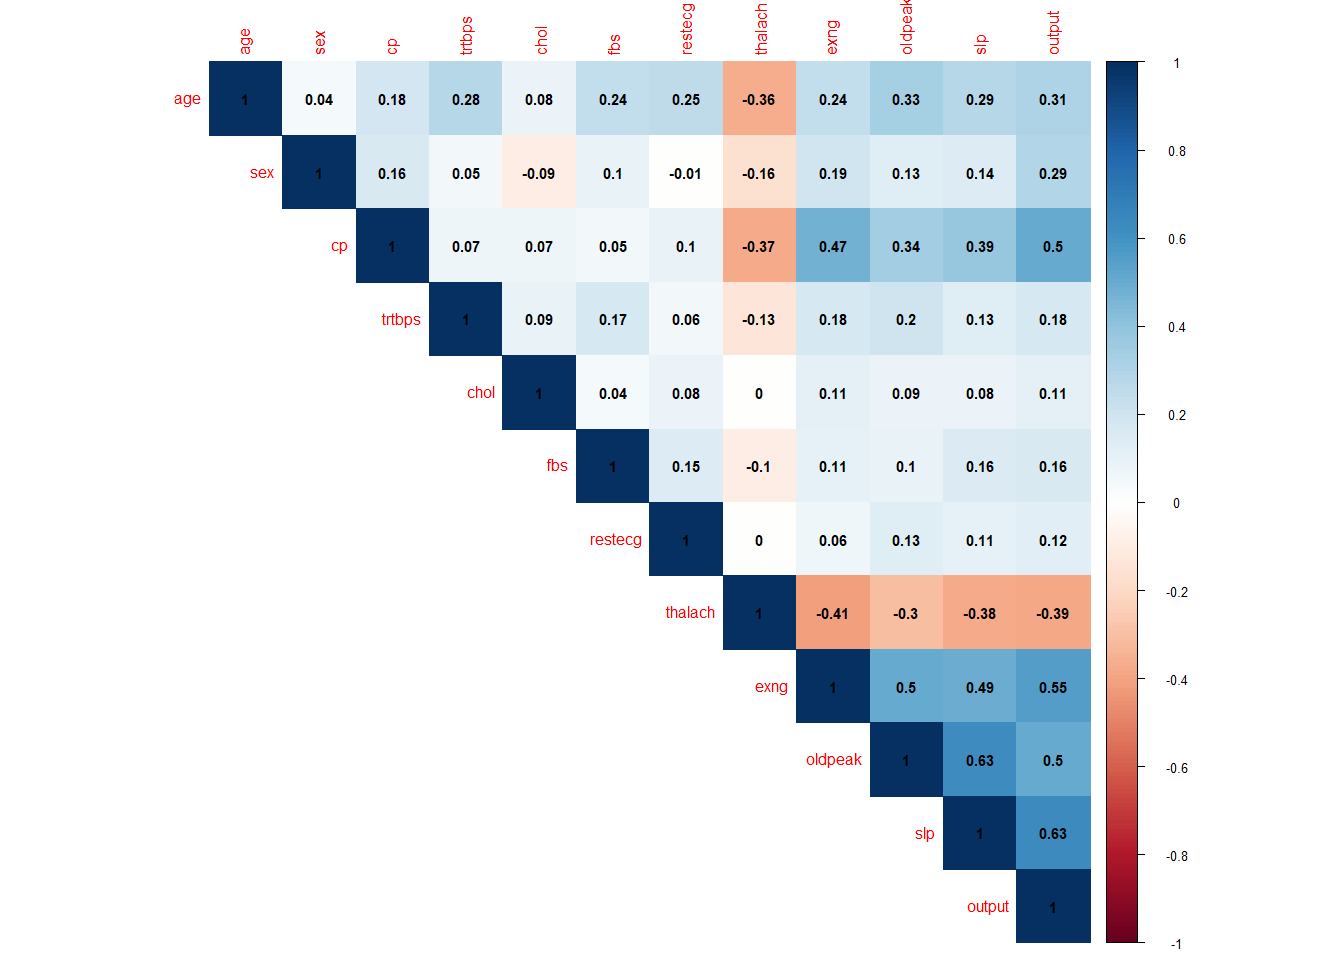 age sex cp trtbps chol fbs restecg thalach exng oldpeak slp output
age 1 0.04 0.18 0.28 0.08 0.24 0.25 -0.36 0.24 0.33 0.29 0.31
sex 1 0.16 0.05 -0.09 0.1 -0.01 -0.16 0.19 0.13 0.14 0.29
cp 1 0.07 0.07 0.05 0.1 -0.37 0.47 0.34 0.39 0.5
trtbps 1 0.09 0.17 0.06 -0.13 0.18 0.2 0.13 0.18
chol 1 0.04 0.08 0 0.11 0.09 0.08 0.11
fbs 1 0.15 -0.1 0.11 0.1 0.16 0.16
restecg 1 0 0.06 0.13 0.11 0.12
thalach 1 -0.41 -0.3 -0.38 -0.39
exng 1 0.5 0.49 0.55
oldpeak 1 0.63 0.5
slp 1 0.63
output 1
1
0.8
0.6
0.4
0.2
0
-0.2
-0.4
-0.6
-0.8
-1